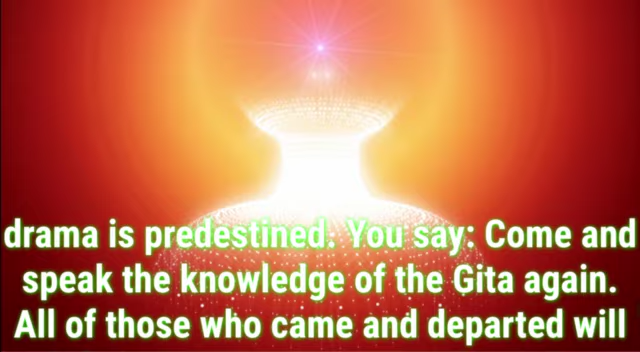 drama is predestined. You say: Come and
speak the knowledge of the Gita again.
All of those who came and departed will